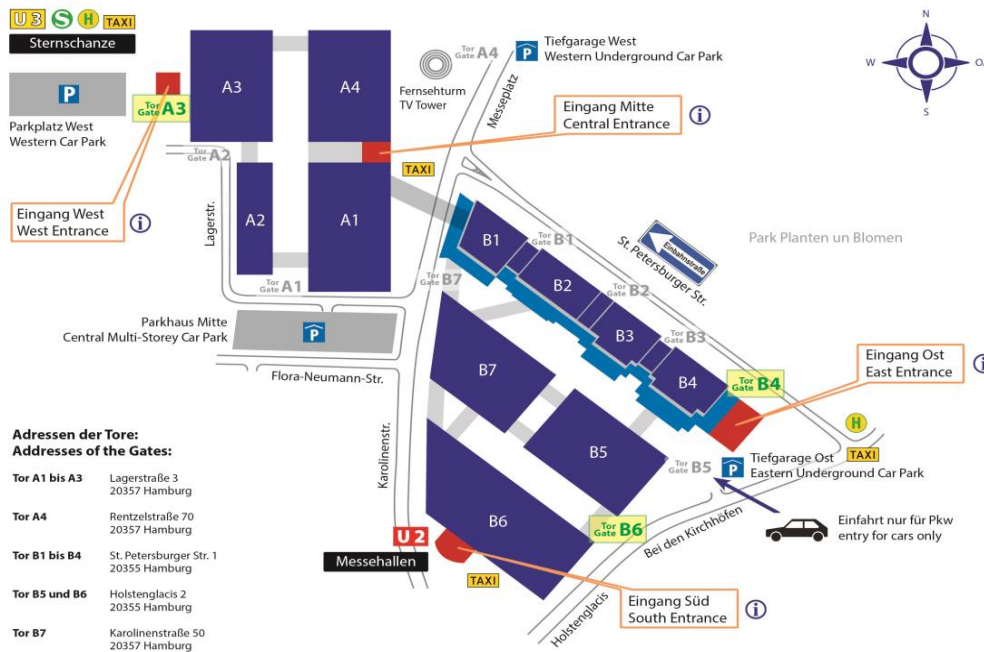 U3 S H TAXI
Sternschanze
P
Parkplatz West
Western Car Park
Tor
Gate A3
Eingang West
West Entrance
i
A3
A4
Tor
Gate A2
A2
A1
Lagerstr.
Tor
Gate A1
Fernsehturm
TV Tower
Tor
Gate A4
Messeplatz
P
Tiefgarage West
Western Underground Car Park
Eingang Mitte
Central Entrance
i
TAXI
N
W
S
Parkhaus Mitte
Central Multi-Storey Car Park
P
Flora-Neumann-Str.
Tor
Gate B7
B1
Tor
Gate B1
B2
Tor
Gate B2
B3
Tor
Gate B3
B4
Tor
Gate B4
Einbahnstraße
St. Petersburger Str.
Park Planten un Blomen
Eingang Ost
East Entrance
i
H
TAXI
P
Tiefgarage Ost
Eastern Underground Car Park
B7
B5
Tor
Gate B5
B6
Tor
Gate B6
Karolinenstr.
U2
Messehallen
TAXI
Bei den Kirchhöfen
Holstenglacis
Einfahrt nur für Pkw
entry for cars only
Eingang Süd
South Entrance
i
Adressen der Tore:
Addresses of the Gates:
Tor A1 bis A3 Lagerstraße 3
20357 Hamburg
Tor A4 Rentzelstraße 70
20357 Hamburg
Tor B1 bis B4 St. Petersburger Str. 1
20355 Hamburg
Tor B5 und B6 Holstenglacis 2
20355 Hamburg
Tor B7 Karolinenstraße 50
20357 Hamburg